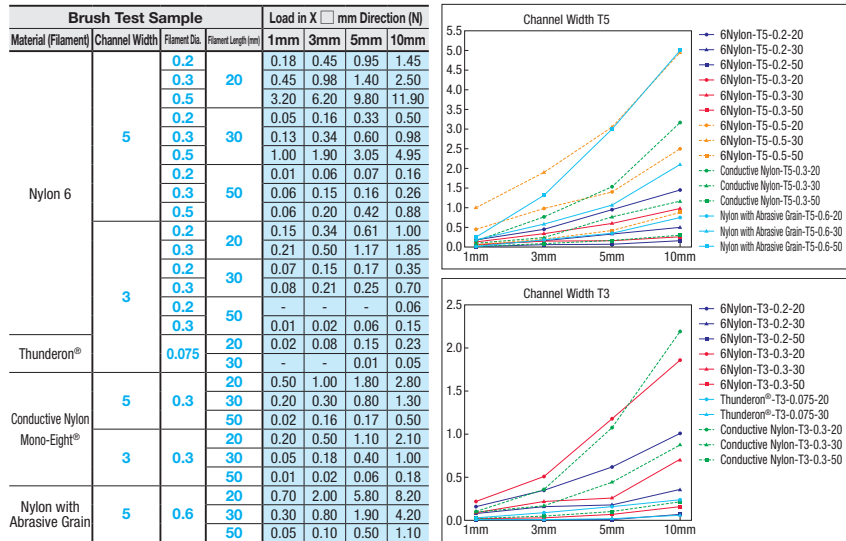 Brush Test Sample Load in X □ mm Direction (N)
Material (Filament) Channel Width Filament Dia. Filament Length (mm) 1mm 3mm 5mm 10mm
Nylon 6 5 0.2 20 0.18 0.45 0.95 1.45
0.3 0.45 0.98 1.40 2.50
0.5 3.20 6.20 9.80 11.90
0.2 30 0.05 0.16 0.33 0.50
0.3 0.13 0.34 0.60 0.98
0.5 1.00 1.90 3.05 4.95
0.2 50 0.01 0.06 0.07 0.16
0.3 0.06 0.15 0.16 0.26
0.5 0.06 0.20 0.42 0.88
3 0.2 20 0.15 0.34 0.61 1.00
0.3 0.21 0.50 1.17 1.85
0.2 30 0.07 0.15 0.17 0.35
0.3 0.08 0.21 0.25 0.70
0.2 50 - - - 0.06
0.3 0.01 0.02 0.06 0.15
Thunderon® 0.075 20 0.02 0.08 0.15 0.23
30 - - 0.01 0.05
Conductive Nylon
Mono-Eight®
5 0.3 20 0.50 1.00 1.80 2.80
30 0.20 0.30 0.80 1.30
50 0.02 0.16 0.17 0.50
3 0.3 20 0.20 0.50 1.10 2.10
30 0.05 0.18 0.40 1.00
50 0.01 0.02 0.06 0.18
Nylon with
Abrasive Grain
5 0.6 20 0.70 2.00 5.80 8.20
30 0.30 0.80 1.90 4.20
50 0.05 0.10 0.50 1.10
Channel Width T5
5.5
5.0
4.5
4.0
3.5
3.0
2.5
2.0
1.5
1.0
0.5
0.0
1mm 3mm 5mm 10mm
6Nylon-T5-0.2-20
6Nylon-T5-0.2-30
6Nylon-T5-0.2-50
6Nylon-T5-0.3-20
6Nylon-T5-0.3-30
6Nylon-T5-0.3-50
6Nylon-T5-0.5-20
6Nylon-T5-0.5-30
6Nylon-T5-0.5-50
Conductive Nylon-T5-0.3-20
Conductive Nylon-T5-0.3-30
Conductive Nylon-T5-0.3-50
Nylon with Abrasive Grain-T5-0.6-20
Nylon with Abrasive Grain-T5-0.6-30
Nylon with Abrasive Grain-T5-0.6-50
Channel Width T3
2.5
2.0
1.5
1.0
0.5
0.0
1mm 3mm 5mm 10mm
6Nylon-T3-0.2-20
6Nylon-T3-0.2-30
6Nylon-T3-0.2-50
6Nylon-T3-0.3-20
6Nylon-T3-0.3-30
6Nylon-T3-0.3-50
Thunderon®-T3-0.075-20
Thunderon®-T3-0.075-30
Conductive Nylon-T3-0.3-20
Conductive Nylon-T3-0.3-30
Conductive Nylon-T3-0.3-50